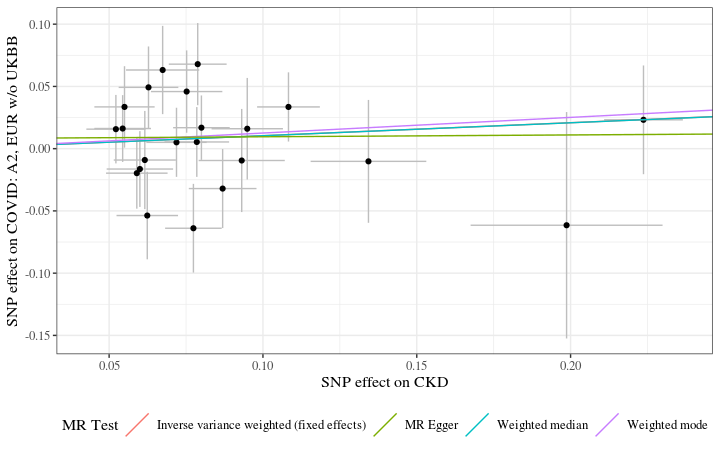 SNP effect on COVID: A2, EUR w/o UKBB
0.10
0.05
0.00
-0.05
-0.10
-0.15
0.05 0.10 0.15 0.20
SNP effect on CKD
MR Test Inverse variance weighted (fixed effects) MR Egger Weighted median Weighted mode